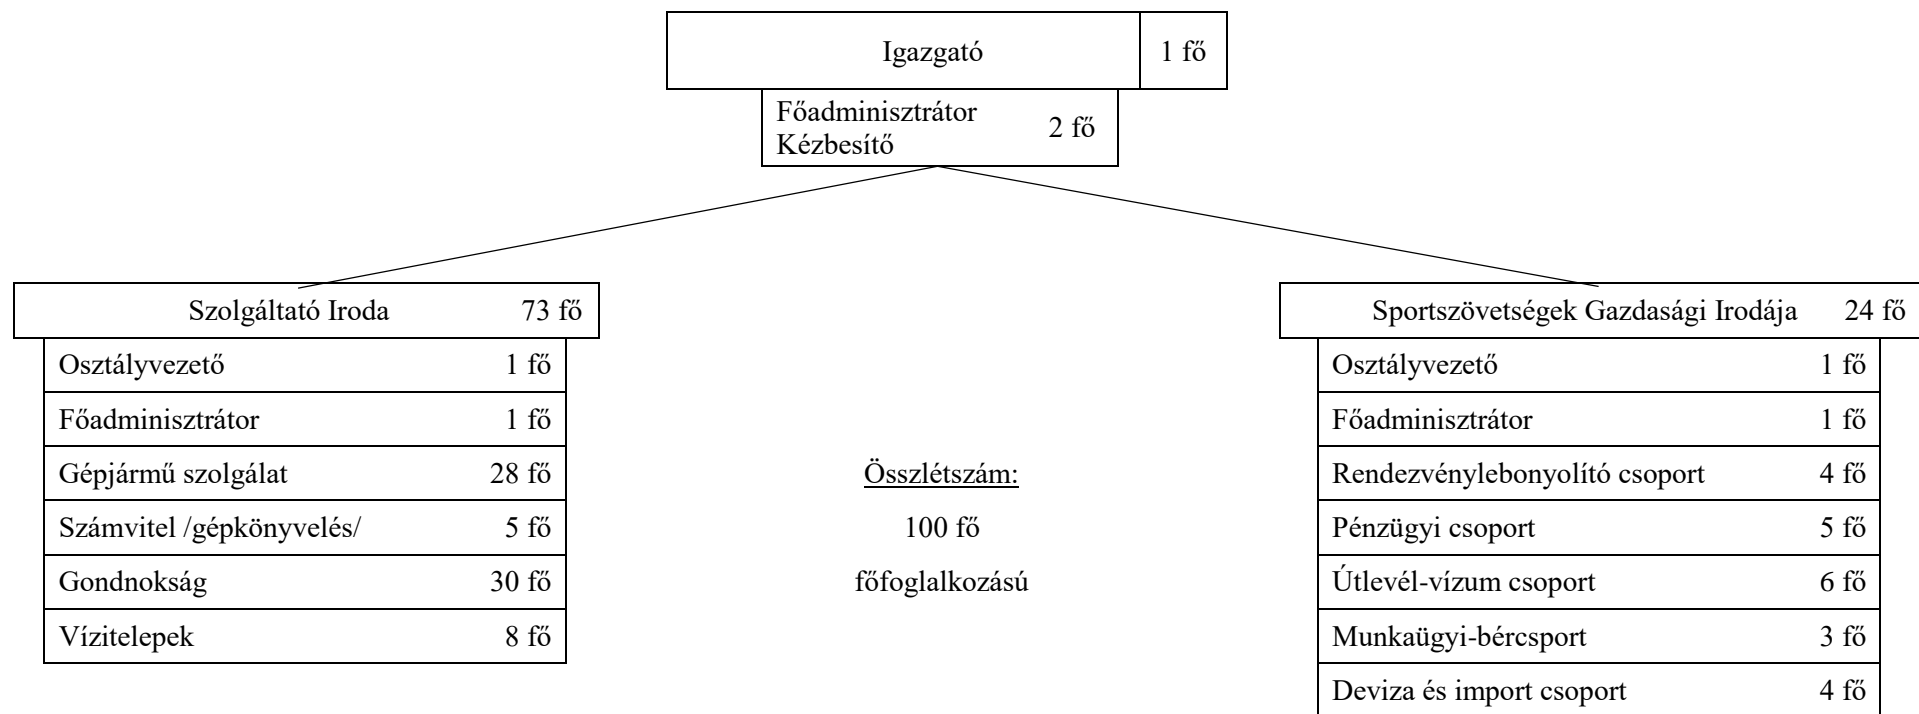 Igazgató 1 fő
Főadminisztrátor
Kézbesítő
2 fő
Szolgáltató Iroda 73 fő
Osztályvezető 1 fő
Főadminisztrátor 1 fő
Gépjármű szolgálat 28 fő
Számvitel /gépkönyvelés/ 5 fő
Gondnokság 30 fő
Vízitelepek 8 fő
Összlétszám:
100 fő
főfoglalkozású
Sportszövetségek Gazdasági Irodája 24 fő
Osztályvezető 1 fő
Főadminisztrátor 1 fő
Rendezvénylebonyolító csoport 4 fő
Pénzügyi csoport 5 fő
Útlevél-vízum csoport 6 fő
Munkaügyi-bércsport 3 fő
Deviza és import csoport 4 fő